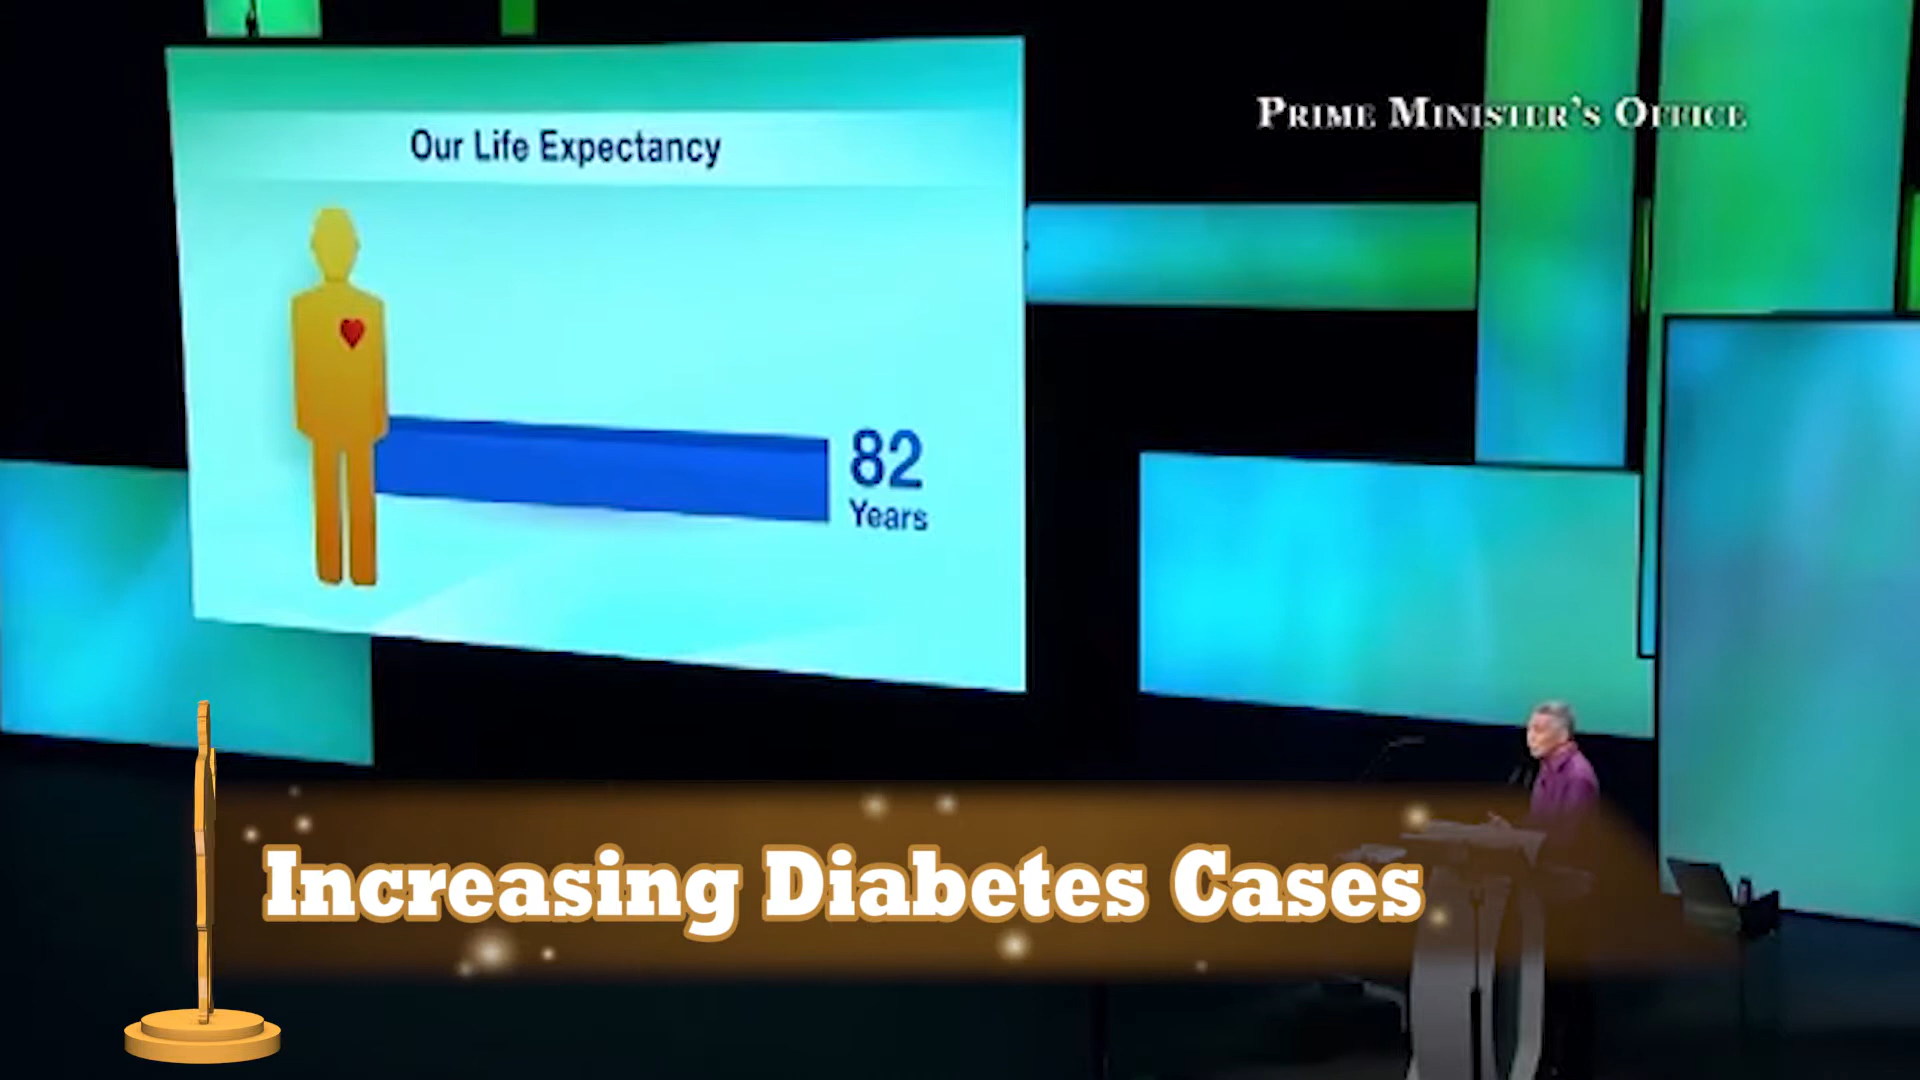 PRIME MINISTER'S OFFICE
Our Life Expectancy
82
Years
Increasing Diabetes Cases